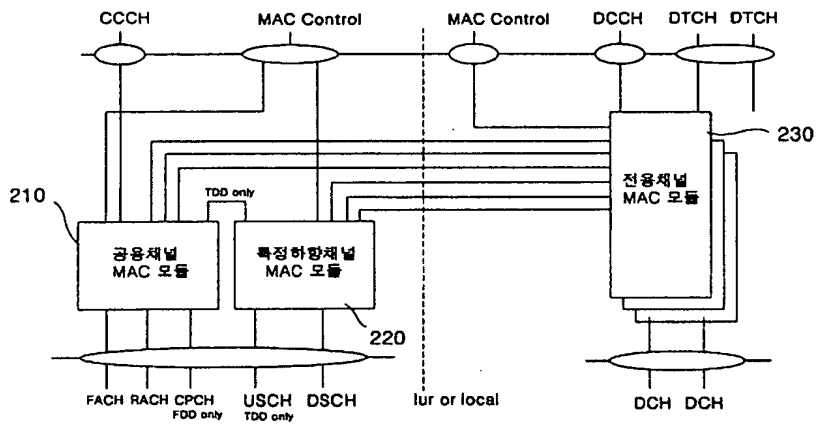 CCCH MAC Control MAC Control DCCH DTCH DTCH
230
전용채널
MAC 모듈
210
TDD only
공용채널
MAC 모듈
특정하향채널
MAC 모듈
220
FACH RACH CPCH USCH DSCH Iur or local DCH DCH
FDD only TDD only